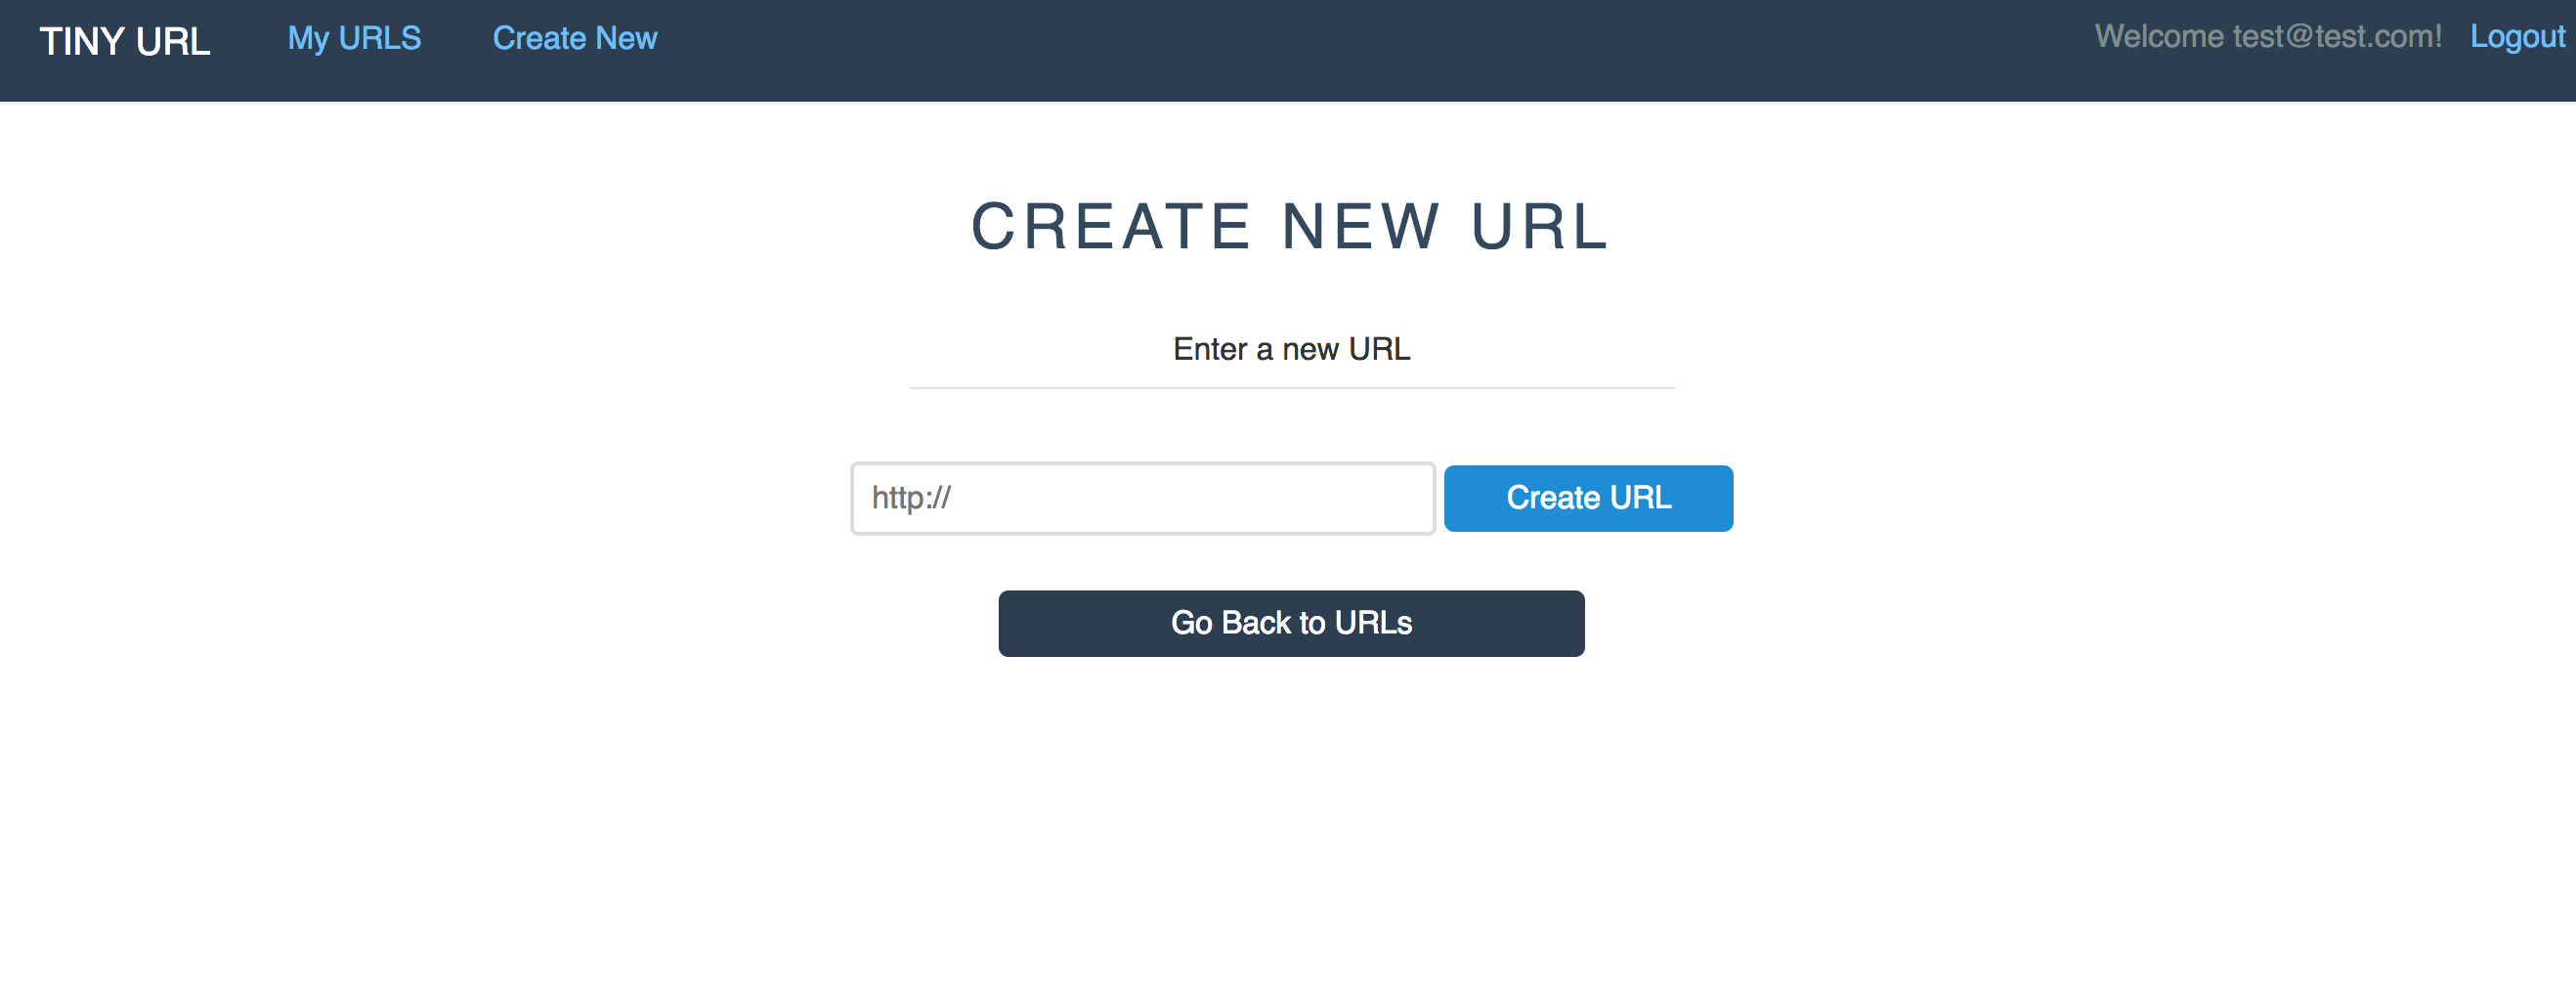 TINY URL My URLS Create New Welcome test@test.com! Logout
CREATE NEW URL
Enter a new URL
http:// Create URL
Go Back to URLs